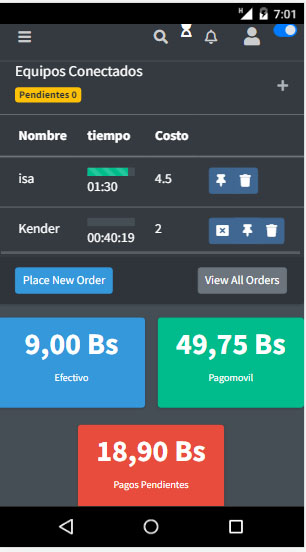 H 7:01
Equipos Conectados
Pendientes 0
Nombre tiempo Costo
isa 01:30 4.5
Kender 00:40:19 2
Place New Order View All Orders
9,00 Bs 49,75 Bs
Efectivo Pagomovil
18,90 Bs
Pagos Pendientes